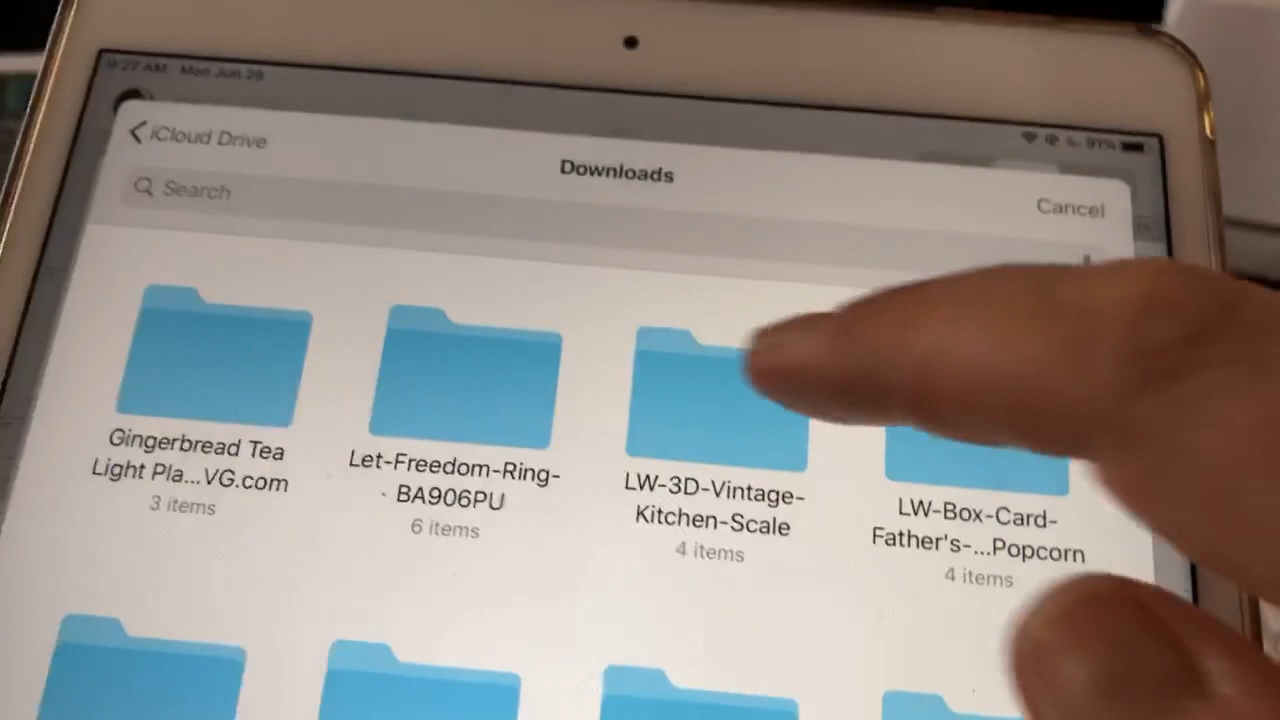 9:27 AM Mon Jun 29
91%
iCloud Drive
Downloads
Cancel
Search
Gingerbread Tea
Light Pla...VG.com
3 items
Let-Freedom-Ring-
BA906PU
6 items
LW-3D-Vintage-
Kitchen-Scale
4 items
LW-Box-Card-
Father's-...Popcorn
4 items